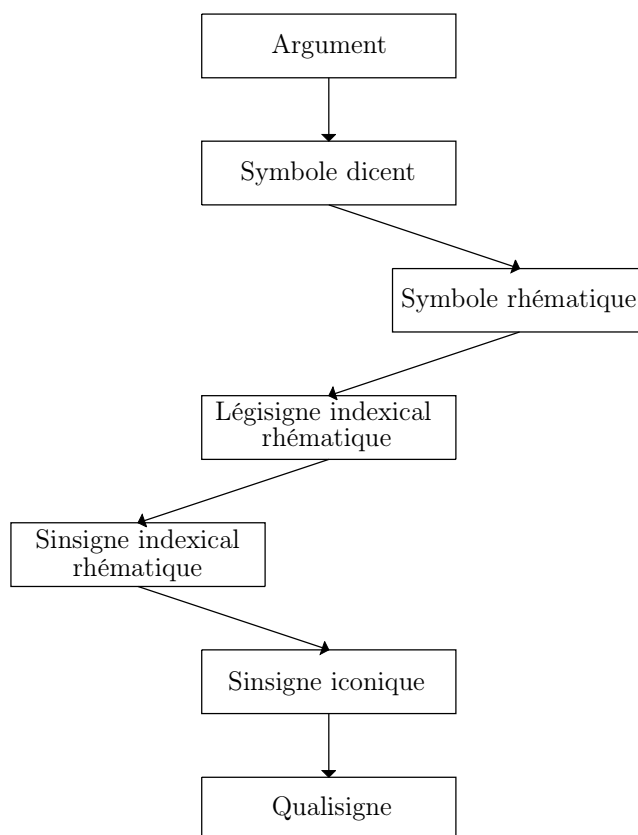 Argument
Symbole dicent
Symbole rhématique
Légisigne indexical
rhématique
Sinsigne indexical
rhématique
Sinsigne iconique
Qualisigne